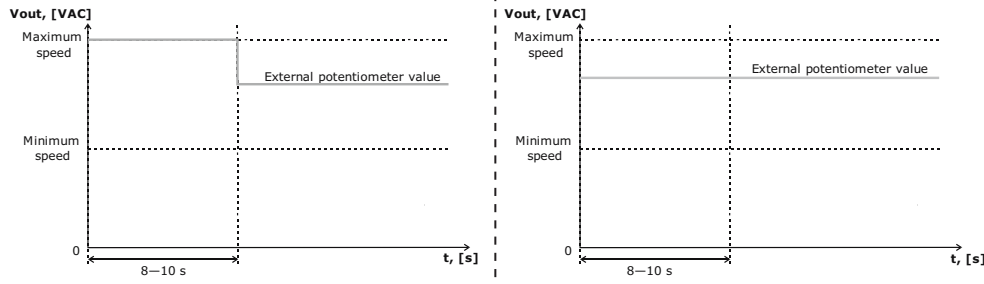 Vout, [VAC]
Maximum
speed
External potentiometer value
Minimum
speed
0
t, [s]
8—10 s
Vout, [VAC]
Maximum
speed
External potentiometer value
Minimum
speed
0
t, [s]
8—10 s